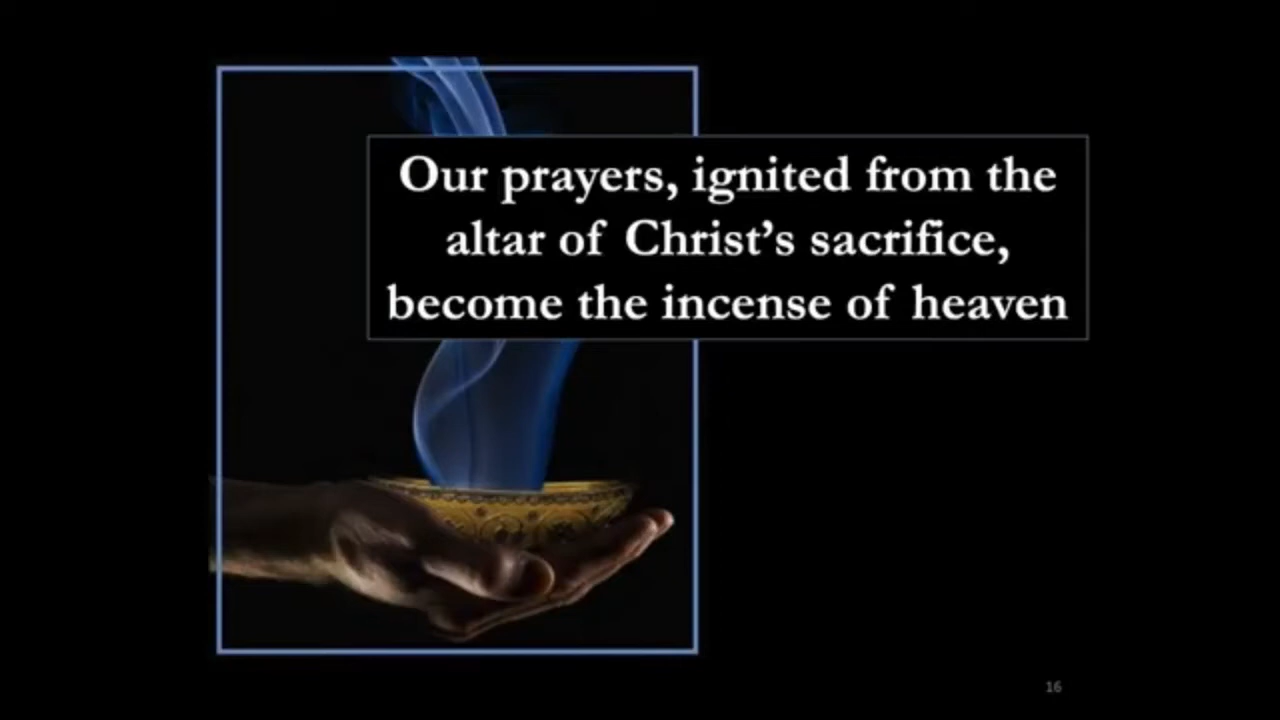 Our prayers, ignited from the
altar of Christ’s sacrifice,
become the incense of heaven
16